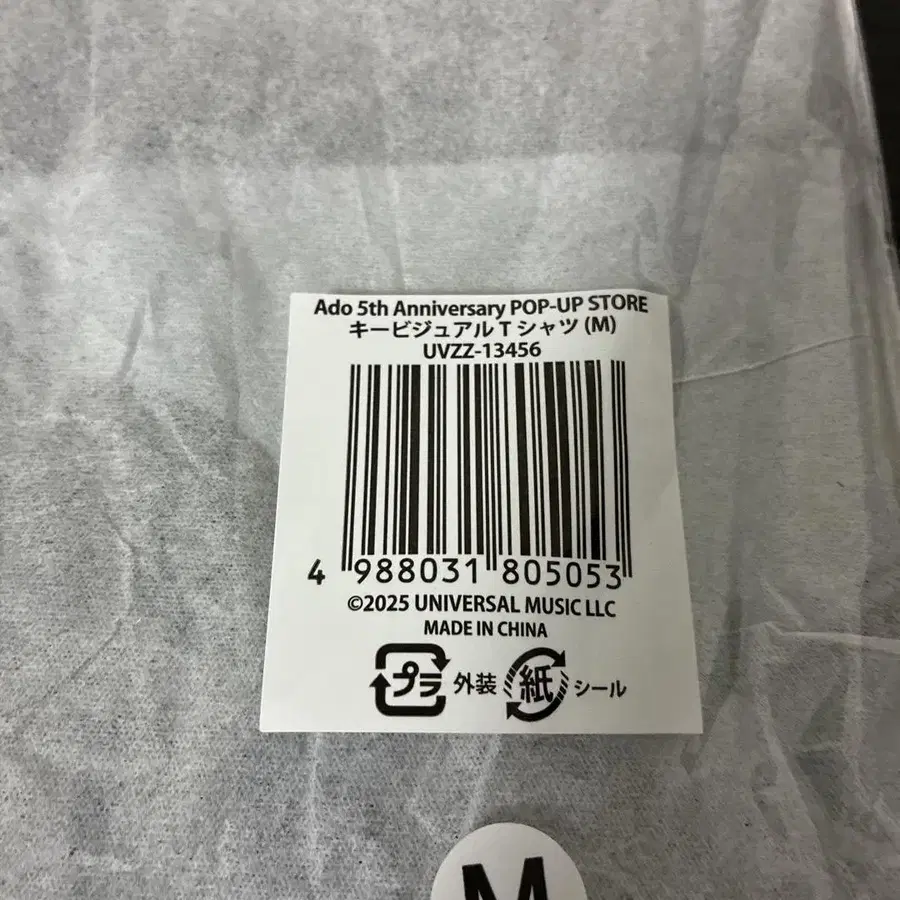 Ado 5th Anniversary POP-UP STORE
キービジュアルTシャツ(M)
UVZZ-13456
4 988031 805053
©2025 UNIVERSAL MUSIC LLC
MADE IN CHINA
プラ 外装 紙 シール
M